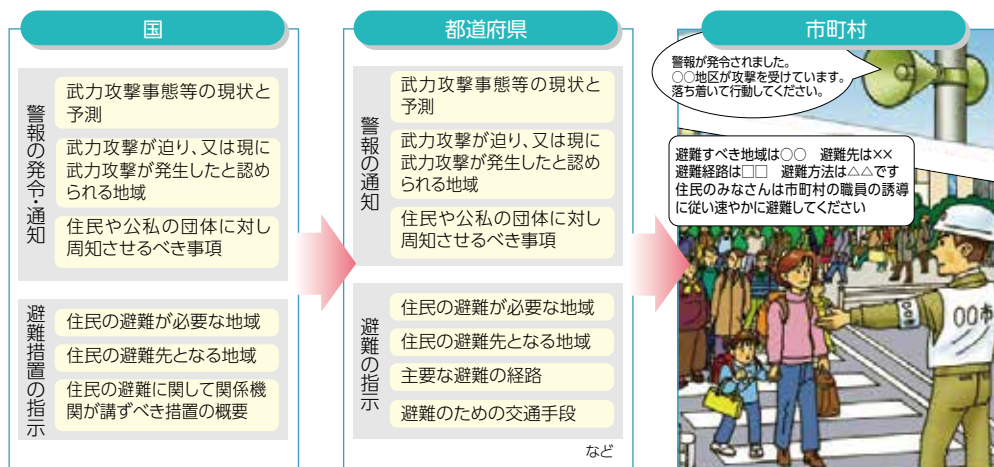 国
警報の発令・通知
武力攻撃事態等の現状と
予測
武力攻撃が迫り、又は現に
武力攻撃が発生したと認め
られる地域
住民や公私の団体に対し
周知させるべき事項
避難措置の指示
住民の避難が必要な地域
住民の避難先となる地域
住民の避難に関して関係機
関が講ずべき措置の概要
都道府県
警報の通知
武力攻撃事態等の現状と
予測
武力攻撃が迫り、又は現に
武力攻撃が発生したと認め
られる地域
住民や公私の団体に対し
周知させるべき事項
避難の指示
住民の避難が必要な地域
住民の避難先となる地域
主要な避難の経路
避難のための交通手段
など
市町村
警報が発令されました。
○○地区が攻撃を受けています。
落ち着いて行動してください。
避難すべき地域は○○　避難先は××
避難経路は□□　避難方法は△△です
住民のみなさんは市町村の職員の誘導
に従い速やかに避難してください
○○市